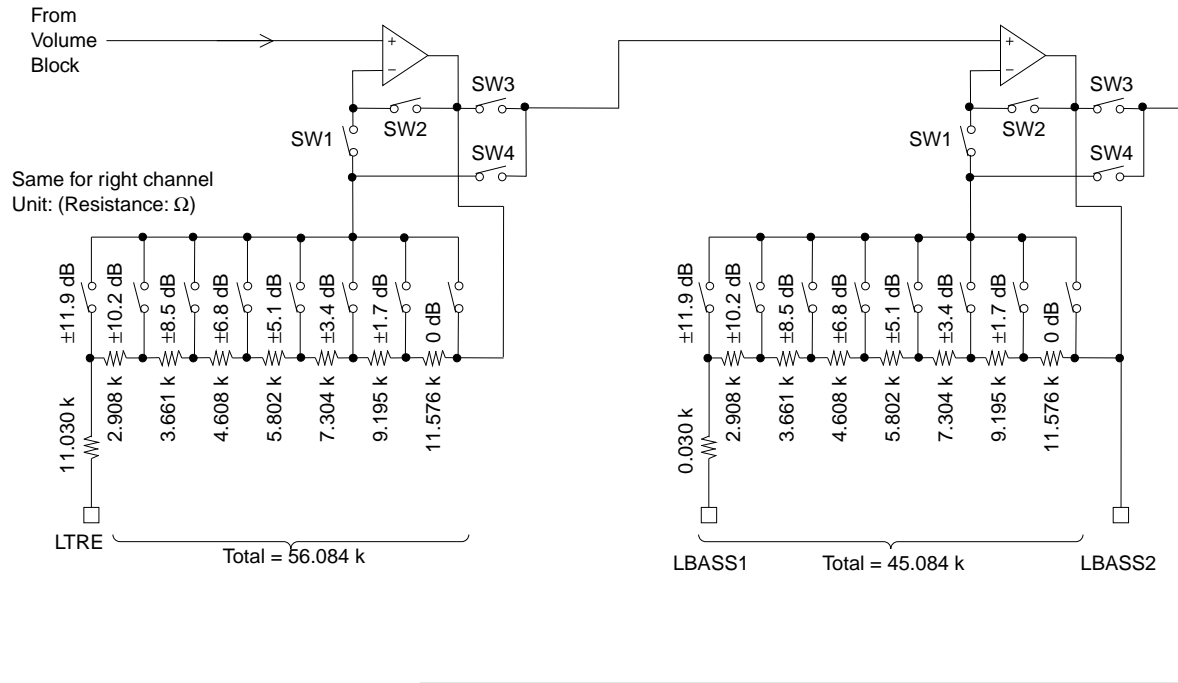 From
Volume
Block
+
−
SW3
SW2
SW1
SW4
Same for right channel
Unit: (Resistance: Ω)
±11.9 dB
±10.2 dB
±8.5 dB
±6.8 dB
±5.1 dB
±3.4 dB
±1.7 dB
0 dB
11.030 k
2.908 k
3.661 k
4.608 k
5.802 k
7.304 k
9.195 k
11.576 k
LTRE
Total = 56.084 k
+
−
SW3
SW2
SW1
SW4
±11.9 dB
±10.2 dB
±8.5 dB
±6.8 dB
±5.1 dB
±3.4 dB
±1.7 dB
0 dB
0.030 k
2.908 k
3.661 k
4.608 k
5.802 k
7.304 k
9.195 k
11.576 k
LBASS1
Total = 45.084 k
LBASS2